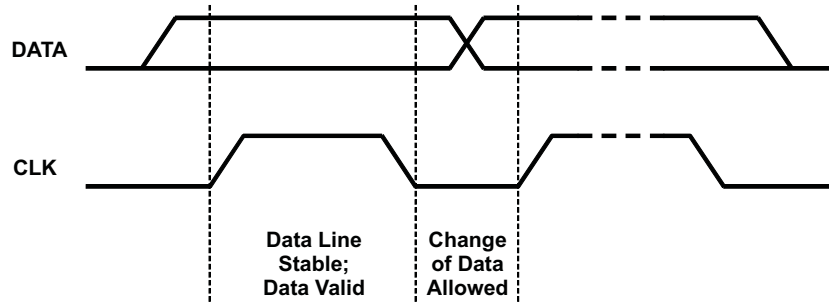 DATA
CLK
Data Line
Stable;
Data Valid
Change
of Data
Allowed